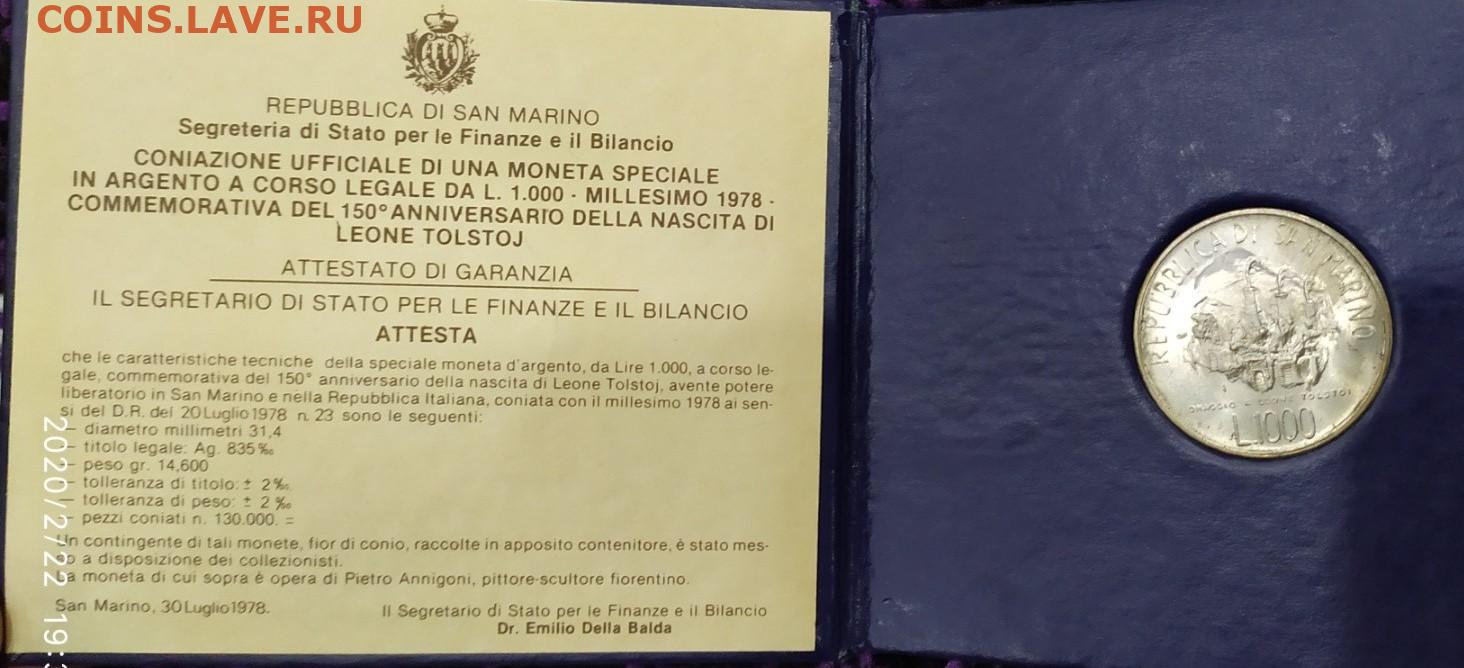 COINS.LAVE.RU
REPUBBLICA DI SAN MARINO
Segreteria di Stato per le Finanze e il Bilancio
CONIAZIONE UFFICIALE DI UNA MONETA SPECIALE
IN ARGENTO A CORSO LEGALE DA L. 1.000 - MILLESIMO 1978 -
COMMEMORATIVA DEL 150° ANNIVERSARIO DELLA NASCITA DI
LEONE TOLSTOJ
ATTESTATO DI GARANZIA
IL SEGRETARIO DI STATO PER LE FINANZE E IL BILANCIO
ATTESTA
che le caratteristiche tecniche della speciale moneta d'argento, da Lire 1.000, a corso le-
gale, commemorativa del 150° anniversario della nascita di Leone Tolstoj, avente potere
liberatorio in San Marino e nella Repubblica Italiana, coniata con il millesimo 1978 ai sen-
si del D.R. del 20 Luglio 1978 n. 23 sono le seguenti:
— diametro millimetri 31,4
— titolo legale: Ag. 835‰
— peso gr. 14,600
— tolleranza di titolo: ± 2‰
— tolleranza di peso: ± 2‰
— pezzi coniati n. 130.000. =
Un contingente di tali monete, fior di conio, raccolte in apposito contenitore, è stato mes-
so a disposizione dei collezionisti.
La moneta di cui sopra è opera di Pietro Annigoni, pittore-scultore fiorentino.
San Marino, 30 Luglio 1978.
Il Segretario di Stato per le Finanze e il Bilancio
Dr. Emilio Della Balda
2020/2/22 19:
REPUBBLICA DI SAN MARINO
OMAGGIO A LEONE TOLSTOI
L.1000